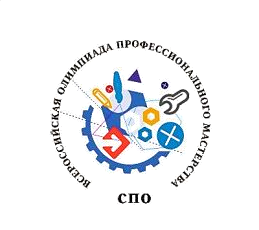 ВСЕРОССИЙСКАЯ ОЛИМПИАДА ПРОФЕССИОНАЛЬНОГО МАСТЕРСТВА
СПО